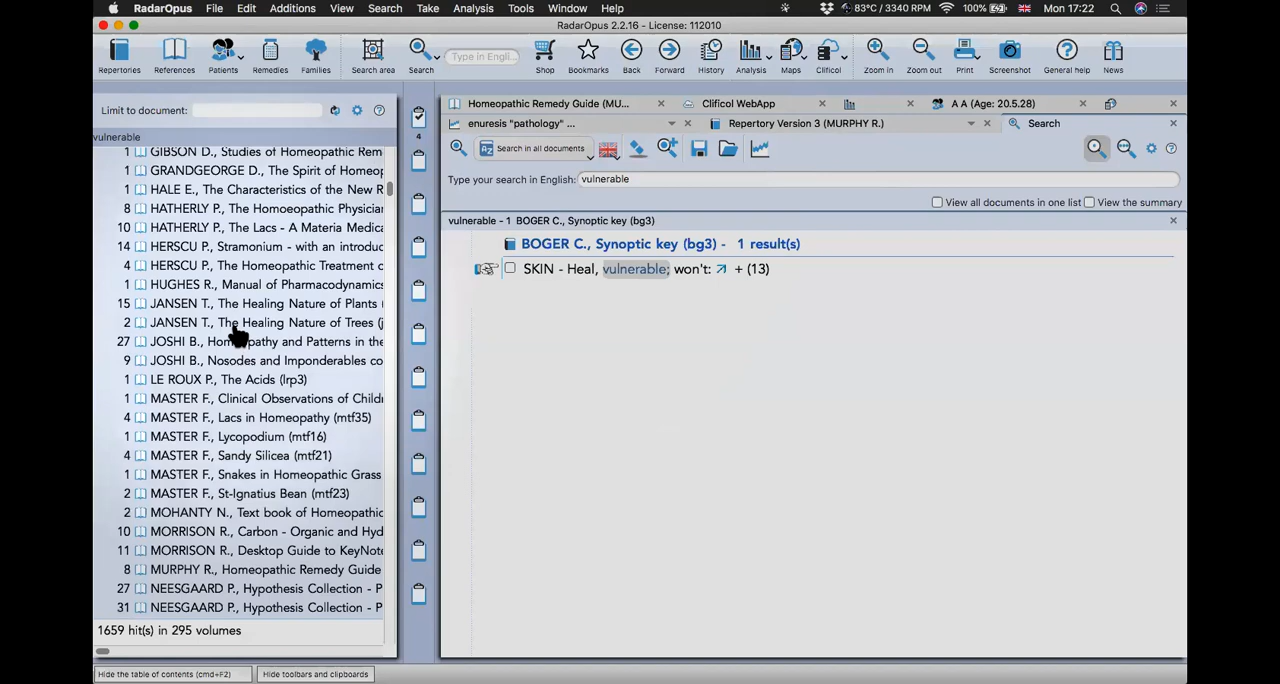 RadarOpus File Edit Additions View Search Take Analysis Tools Window Help 83°C / 3340 RPM 100% Mon 17:22
RadarOpus 2.2.16 - License: 112010
Type in Engli...
Repertories References Patients Remedies Families Search area Search Shop Bookmarks Back Forward History Analysis Maps Clificol Zoom in Zoom out Print Screenshot General help News
Limit to document:
vulnerable
1 GIBSON D., Studies of Homeopathic Rem
1 GRANDGEORGE D., The Spirit of Homeop
1 HALE E., The Characteristics of the New R
8 HATHERLY P., The Homoeopathic Physician
10 HATHERLY P., The Lacs - A Materia Medica
14 HERSCU P., Stramonium - with an introduc
4 HERSCU P., The Homeopathic Treatment o
1 HUGHES R., Manual of Pharmacodynamics
15 JANSEN T., The Healing Nature of Plants (
2 JANSEN T., The Healing Nature of Trees (j
27 JOSHI B., Homeopathy and Patterns in the
9 JOSHI B., Nosodes and Imponderables co
1 LE ROUX P., The Acids (lrp3)
1 MASTER F., Clinical Observations of Child
4 MASTER F., Lacs in Homeopathy (mtf35)
1 MASTER F., Lycopodium (mtf16)
4 MASTER F., Sandy Silicea (mtf21)
1 MASTER F., Snakes in Homeopathic Grass
2 MASTER F., St-Ignatius Bean (mtf23)
2 MOHANTY N., Text book of Homeopathic
10 MORRISON R., Carbon - Organic and Hyd
11 MORRISON R., Desktop Guide to KeyNote
8 MURPHY R., Homeopathic Remedy Guide
27 NEESGAARD P., Hypothesis Collection - P
31 NEESGAARD P., Hypothesis Collection - P
1659 hit(s) in 295 volumes
Hide the table of contents (cmd+F2) Hide toolbars and clipboards
4
Homeopathic Remedy Guide (MU... Clificol WebApp A A (Age: 20.5.28)
enuresis "pathology" ... Repertory Version 3 (MURPHY R.) Search
Search in all documents
Type your search in English: vulnerable
View all documents in one list View the summary
vulnerable - 1 BOGER C., Synoptic key (bg3)
BOGER C., Synoptic key (bg3) - 1 result(s)
SKIN - Heal, vulnerable; won't: + (13)